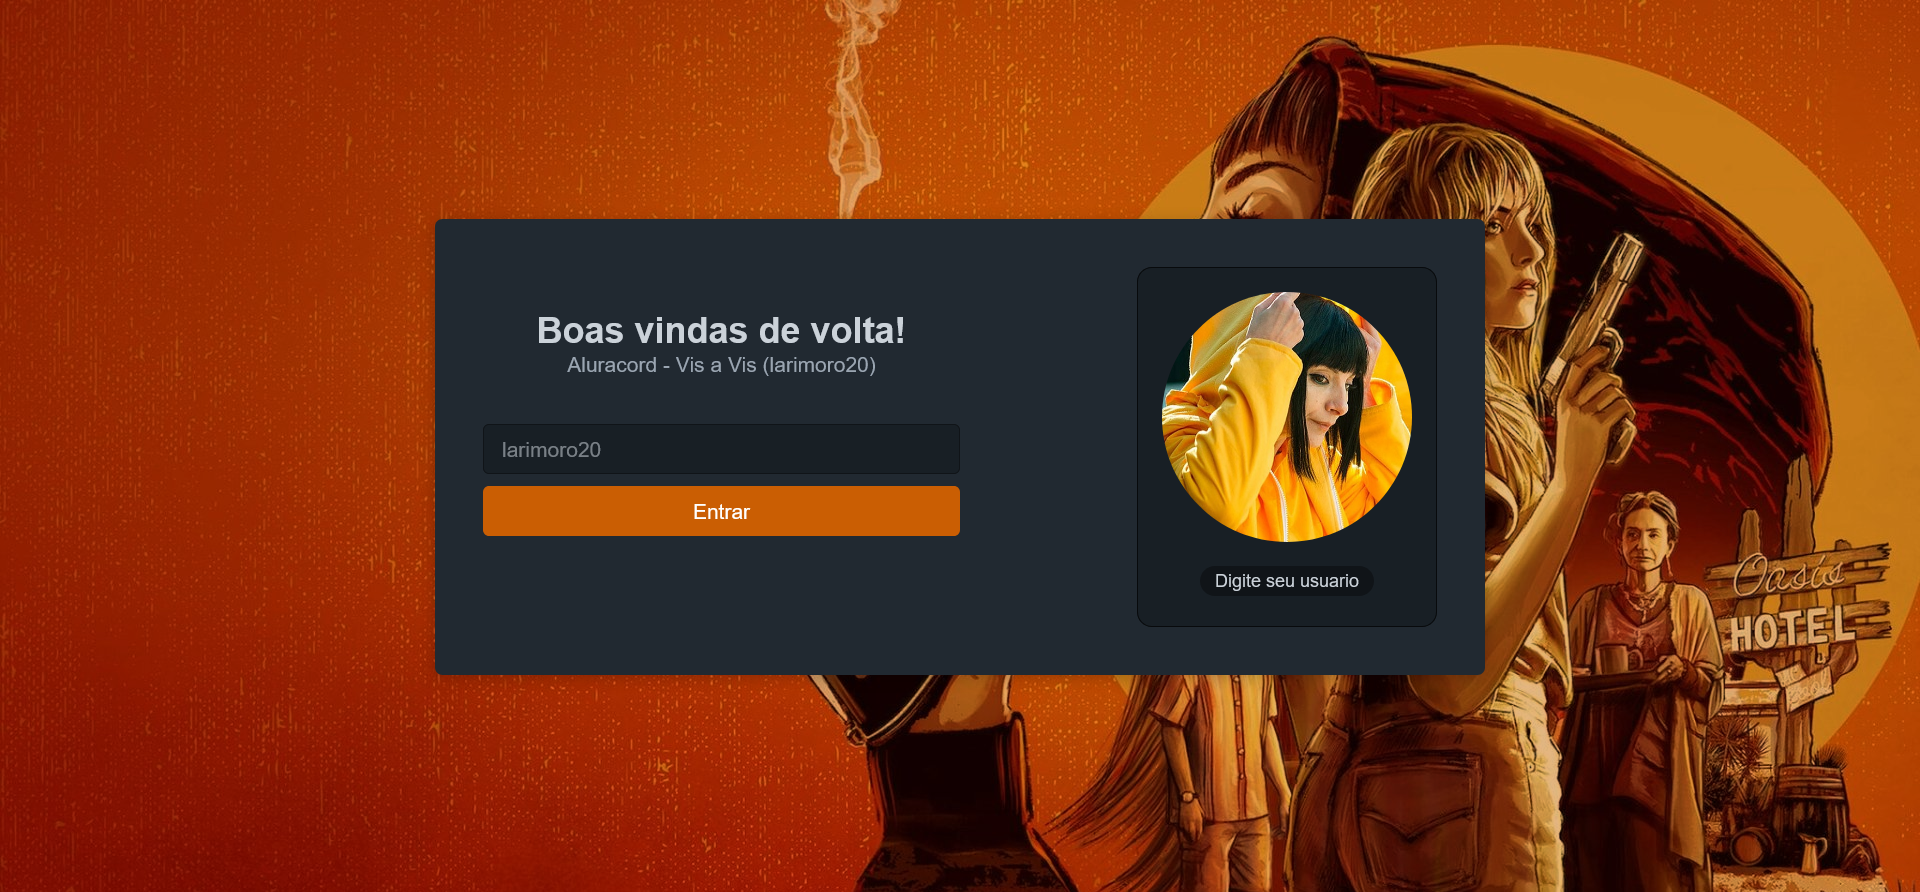 Boas vindas de volta!
Aluracord - Vis a Vis (larimoro20)
larimoro20
Entrar
Digite seu usuario
Oasis
HOTEL